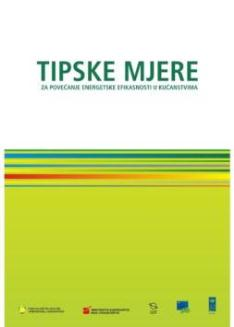 TIPSKE MJERE
ZA POVEĆANJE ENERGETSKE EFIKASNOSTI U KUĆANSTVIMA